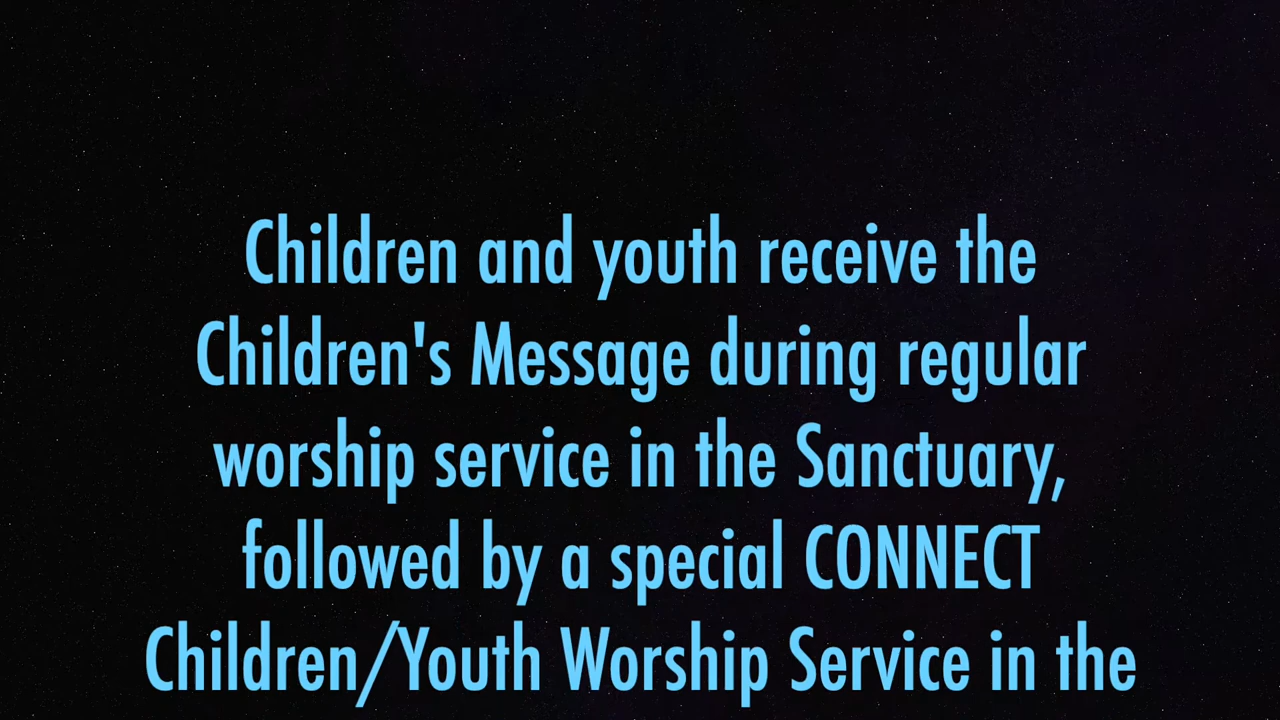 Children and youth receive the
Children's Message during regular
worship service in the Sanctuary,
followed by a special CONNECT
Children/Youth Worship Service in the